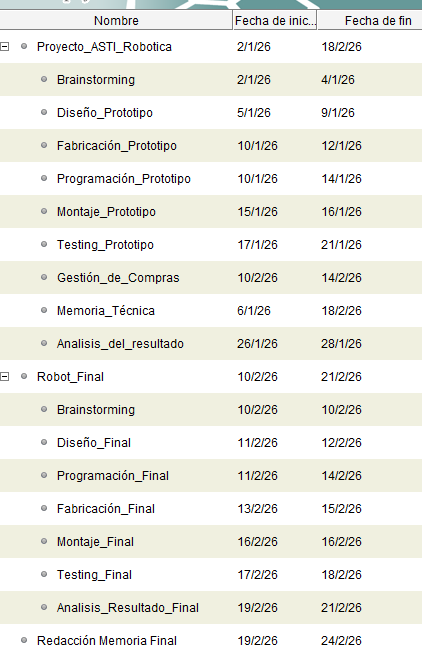 Nombre Fecha de inic... Fecha de fin
Proyecto_ASTI_Robotica 2/1/26 18/2/26
Brainstorming 2/1/26 4/1/26
Diseño_Prototipo 5/1/26 9/1/26
Fabricación_Prototipo 10/1/26 12/1/26
Programación_Prototipo 10/1/26 14/1/26
Montaje_Prototipo 15/1/26 16/1/26
Testing_Prototipo 17/1/26 21/1/26
Gestión_de_Compras 10/2/26 14/2/26
Memoria_Técnica 6/1/26 18/2/26
Analisis_del_resultado 26/1/26 28/1/26
Robot_Final 10/2/26 21/2/26
Brainstorming 10/2/26 10/2/26
Diseño_Final 11/2/26 12/2/26
Programación_Final 11/2/26 14/2/26
Fabricación_Final 13/2/26 15/2/26
Montaje_Final 16/2/26 16/2/26
Testing_Final 17/2/26 18/2/26
Analisis_Resultado_Final 19/2/26 21/2/26
Redacción Memoria Final 19/2/26 24/2/26